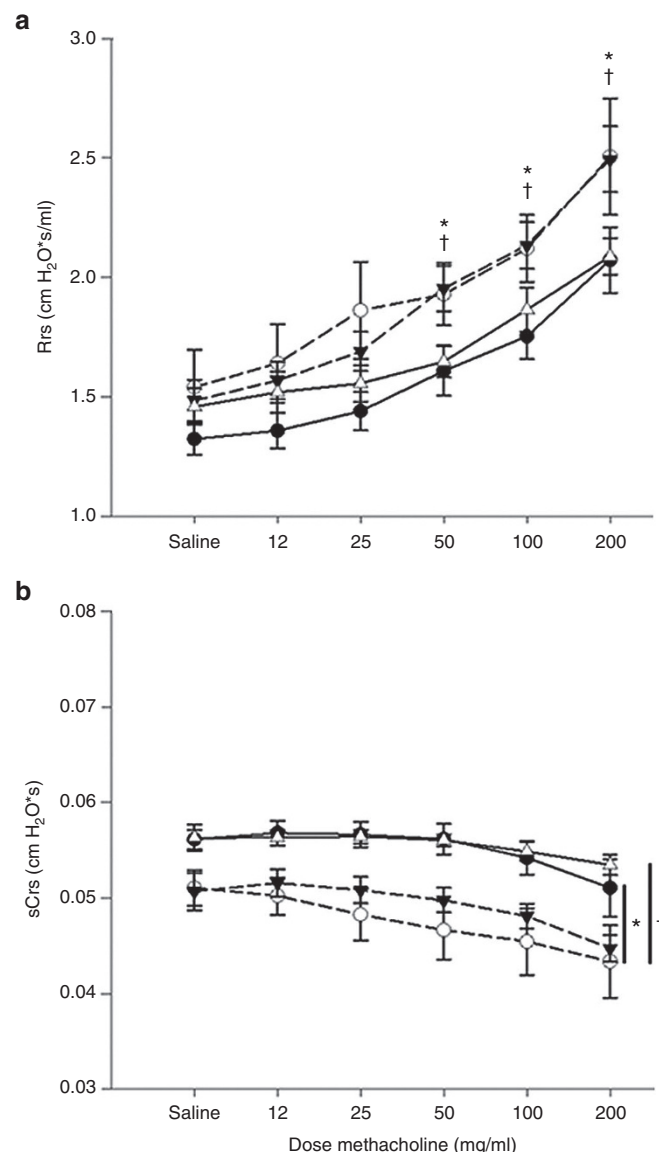 a
3.0
*
†
2.5
*
†
*
†
Rrs (cm H₂O*s/ml)
2.0
1.5
1.0
Saline 12 25 50 100 200
b
0.08
0.07
0.06
sCrs (cm H₂O*s)
0.05
*
0.04
0.03
Saline 12 25 50 100 200
Dose methacholine (mg/ml)